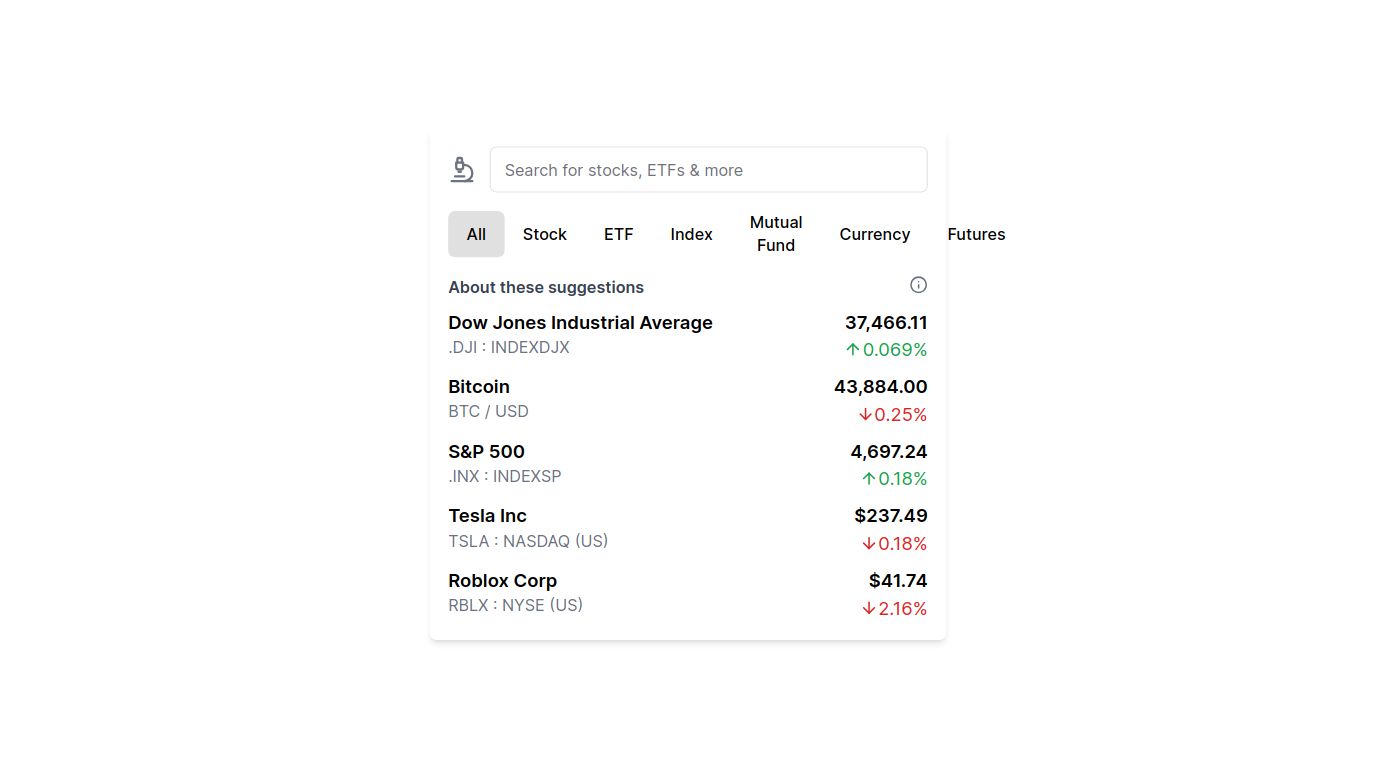 Search for stocks, ETFs & more
All Stock ETF Index Mutual Fund Currency Futures
About these suggestions
Dow Jones Industrial Average 37,466.11
.DJI : INDEXDJX ↑0.069%
Bitcoin 43,884.00
BTC / USD ↓0.25%
S&P 500 4,697.24
.INX : INDEXSP ↑0.18%
Tesla Inc $237.49
TSLA : NASDAQ (US) ↓0.18%
Roblox Corp $41.74
RBLX : NYSE (US) ↓2.16%